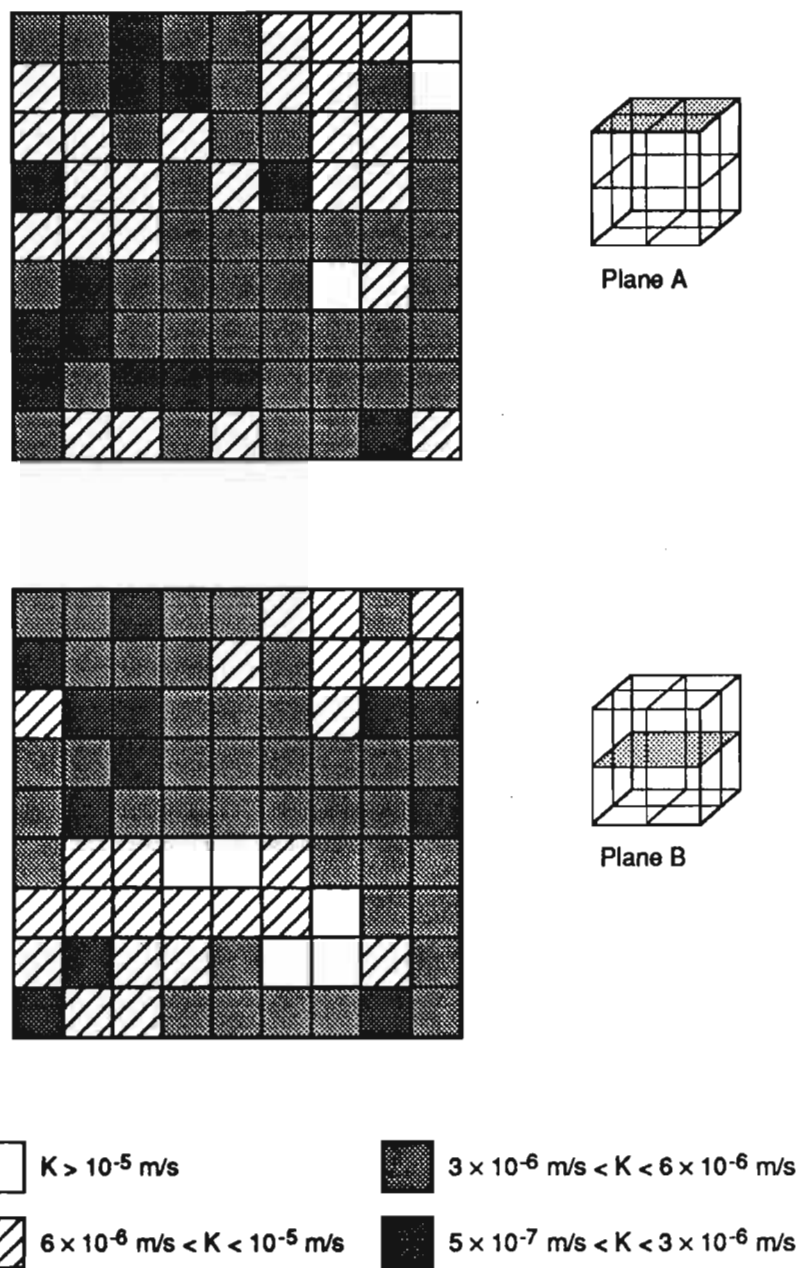 Plane A
Plane B
K > 10⁻⁵ m/s
3 × 10⁻⁶ m/s < K < 6 × 10⁻⁶ m/s
6 × 10⁻⁶ m/s < K < 10⁻⁵ m/s
5 × 10⁻⁷ m/s < K < 3 × 10⁻⁶ m/s